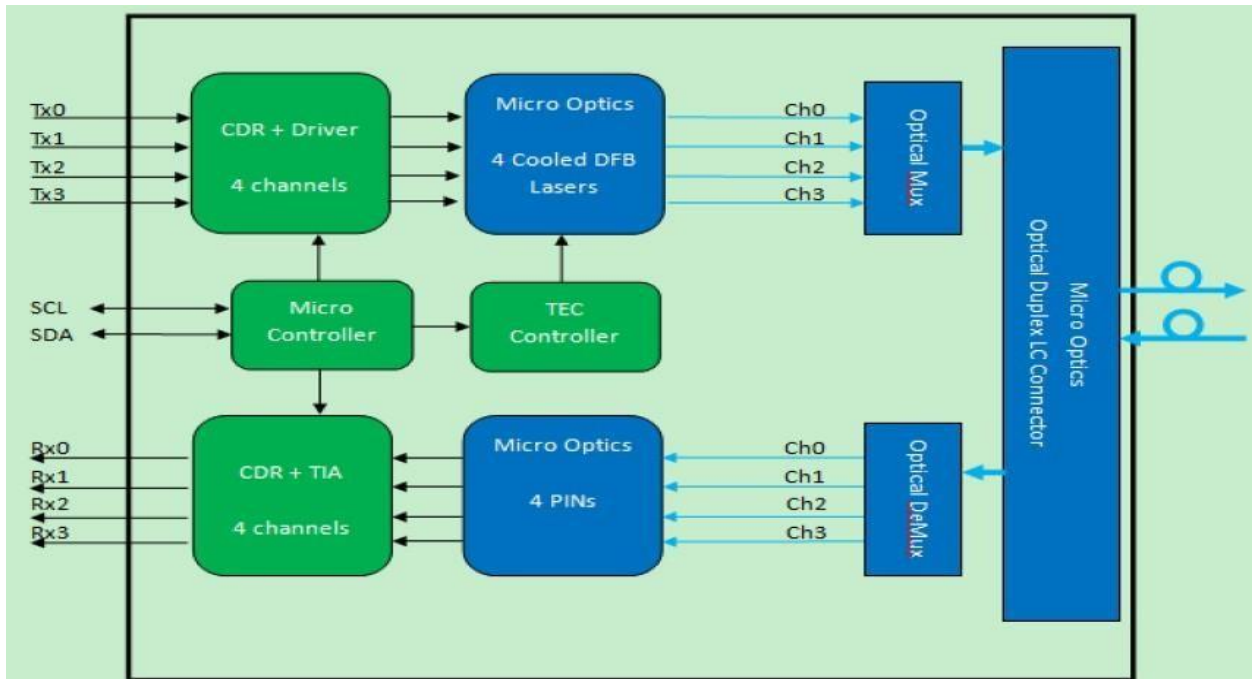 Tx0
Tx1
Tx2
Tx3
CDR + Driver
4 channels
Micro Optics
4 Cooled DFB
Lasers
Ch0
Ch1
Ch2
Ch3
Optical Mux
SCL
SDA
Micro
Controller
TEC
Controller
Micro Optics
Optical Duplex LC Connector
Rx0
Rx1
Rx2
Rx3
CDR + TIA
4 channels
Micro Optics
4 PINs
Ch0
Ch1
Ch2
Ch3
Optical DeMux